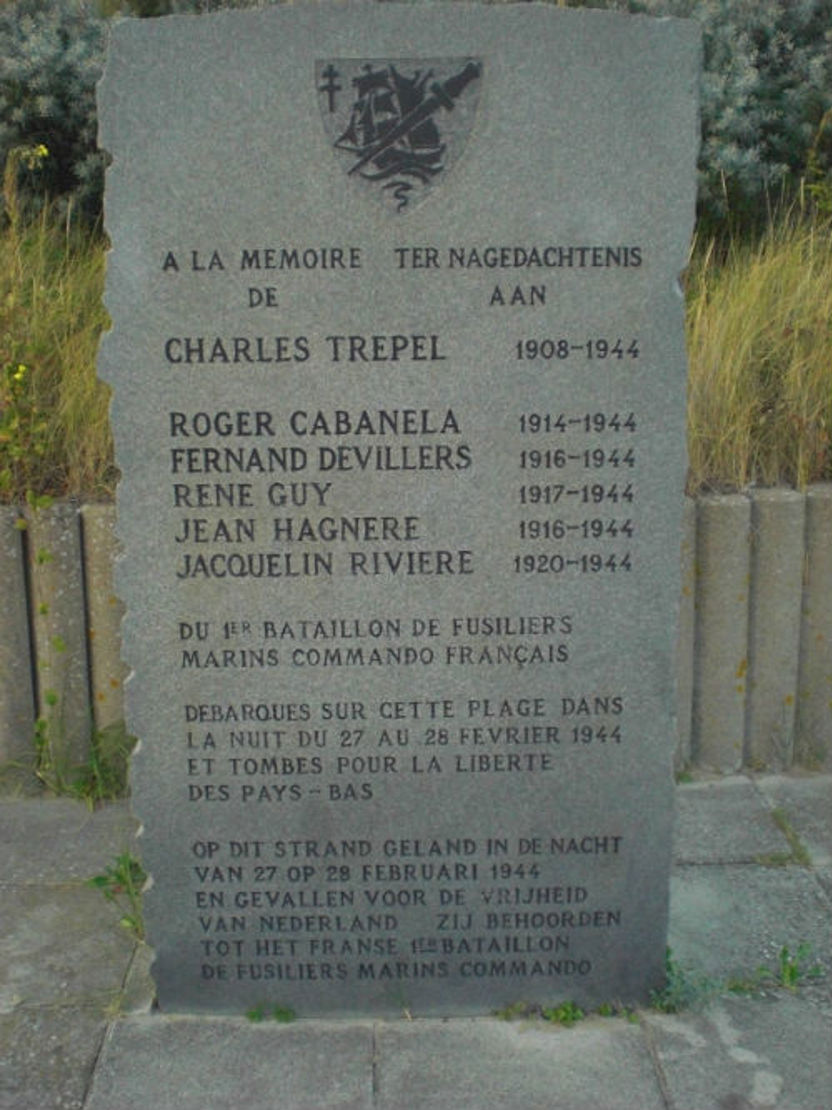 A LA MEMOIRE TER NAGEDACHTENIS
DE AAN
CHARLES TREPEL 1908-1944
ROGER CABANELA 1914-1944
FERNAND DEVILLERS 1916-1944
RENE GUY 1917-1944
JEAN HAGNERE 1916-1944
JACQUELIN RIVIERE 1920-1944
DU 1ER BATAILLON DE FUSILIERS
MARINS COMMANDO FRANÇAIS
DEBARQUES SUR CETTE PLAGE DANS
LA NUIT DU 27 AU 28 FEVRIER 1944
ET TOMBES POUR LA LIBERTE
DES PAYS-BAS
OP DIT STRAND GELAND IN DE NACHT
VAN 27 OP 28 FEBRUARI 1944
EN GEVALLEN VOOR DE VRIJHEID
VAN NEDERLAND ZIJ BEHOORDEN
TOT HET FRANSE 1ER BATAILLON
DE FUSILIERS MARINS COMMANDO